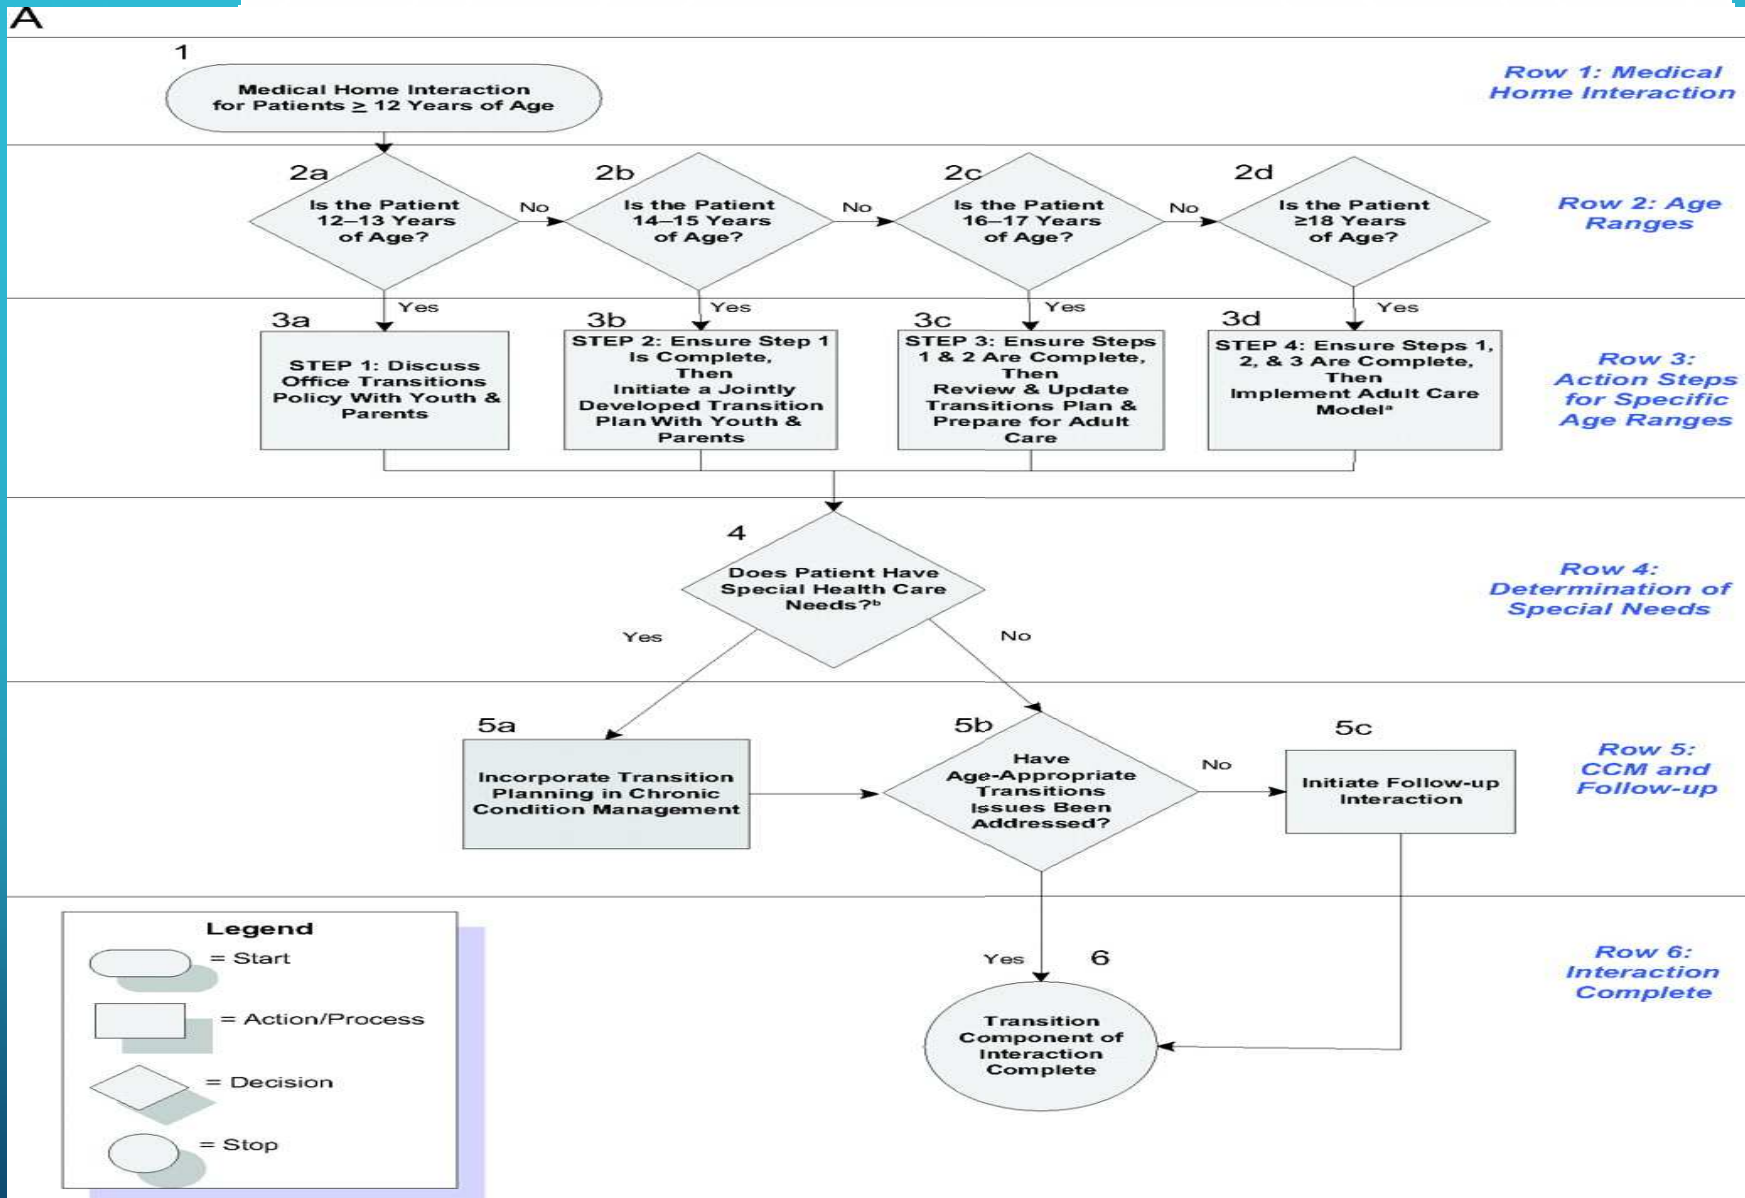 A
1
Medical Home Interaction
for Patients ≥ 12 Years of Age
Row 1: Medical
Home Interaction
2a
Is the Patient
12–13 Years
of Age?
No
2b
Is the Patient
14–15 Years
of Age?
No
2c
Is the Patient
16–17 Years
of Age?
No
2d
Is the Patient
≥18 Years
of Age?
Row 2: Age
Ranges
Yes
Yes
Yes
Yes
3a
STEP 1: Discuss
Office Transitions
Policy With Youth &
Parents
3b
STEP 2: Ensure Step 1
Is Complete,
Then
Initiate a Jointly
Developed Transition
Plan With Youth &
Parents
3c
STEP 3: Ensure Steps
1 & 2 Are Complete,
Then
Review & Update
Transitions Plan &
Prepare for Adult
Care
3d
STEP 4: Ensure Steps 1,
2, & 3 Are Complete,
Then
Implement Adult Care
Modelᵃ
Row 3:
Action Steps
for Specific
Age Ranges
4
Does Patient Have
Special Health Care
Needs?ᵇ
Yes
No
Row 4:
Determination of
Special Needs
5a
Incorporate Transition
Planning in Chronic
Condition Management
5b
Have
Age-Appropriate
Transitions
Issues Been
Addressed?
No
5c
Initiate Follow-up
Interaction
Row 5:
CCM and
Follow-up
Yes
6
Transition
Component of
Interaction
Complete
Row 6:
Interaction
Complete
Legend
= Start
= Action/Process
= Decision
= Stop